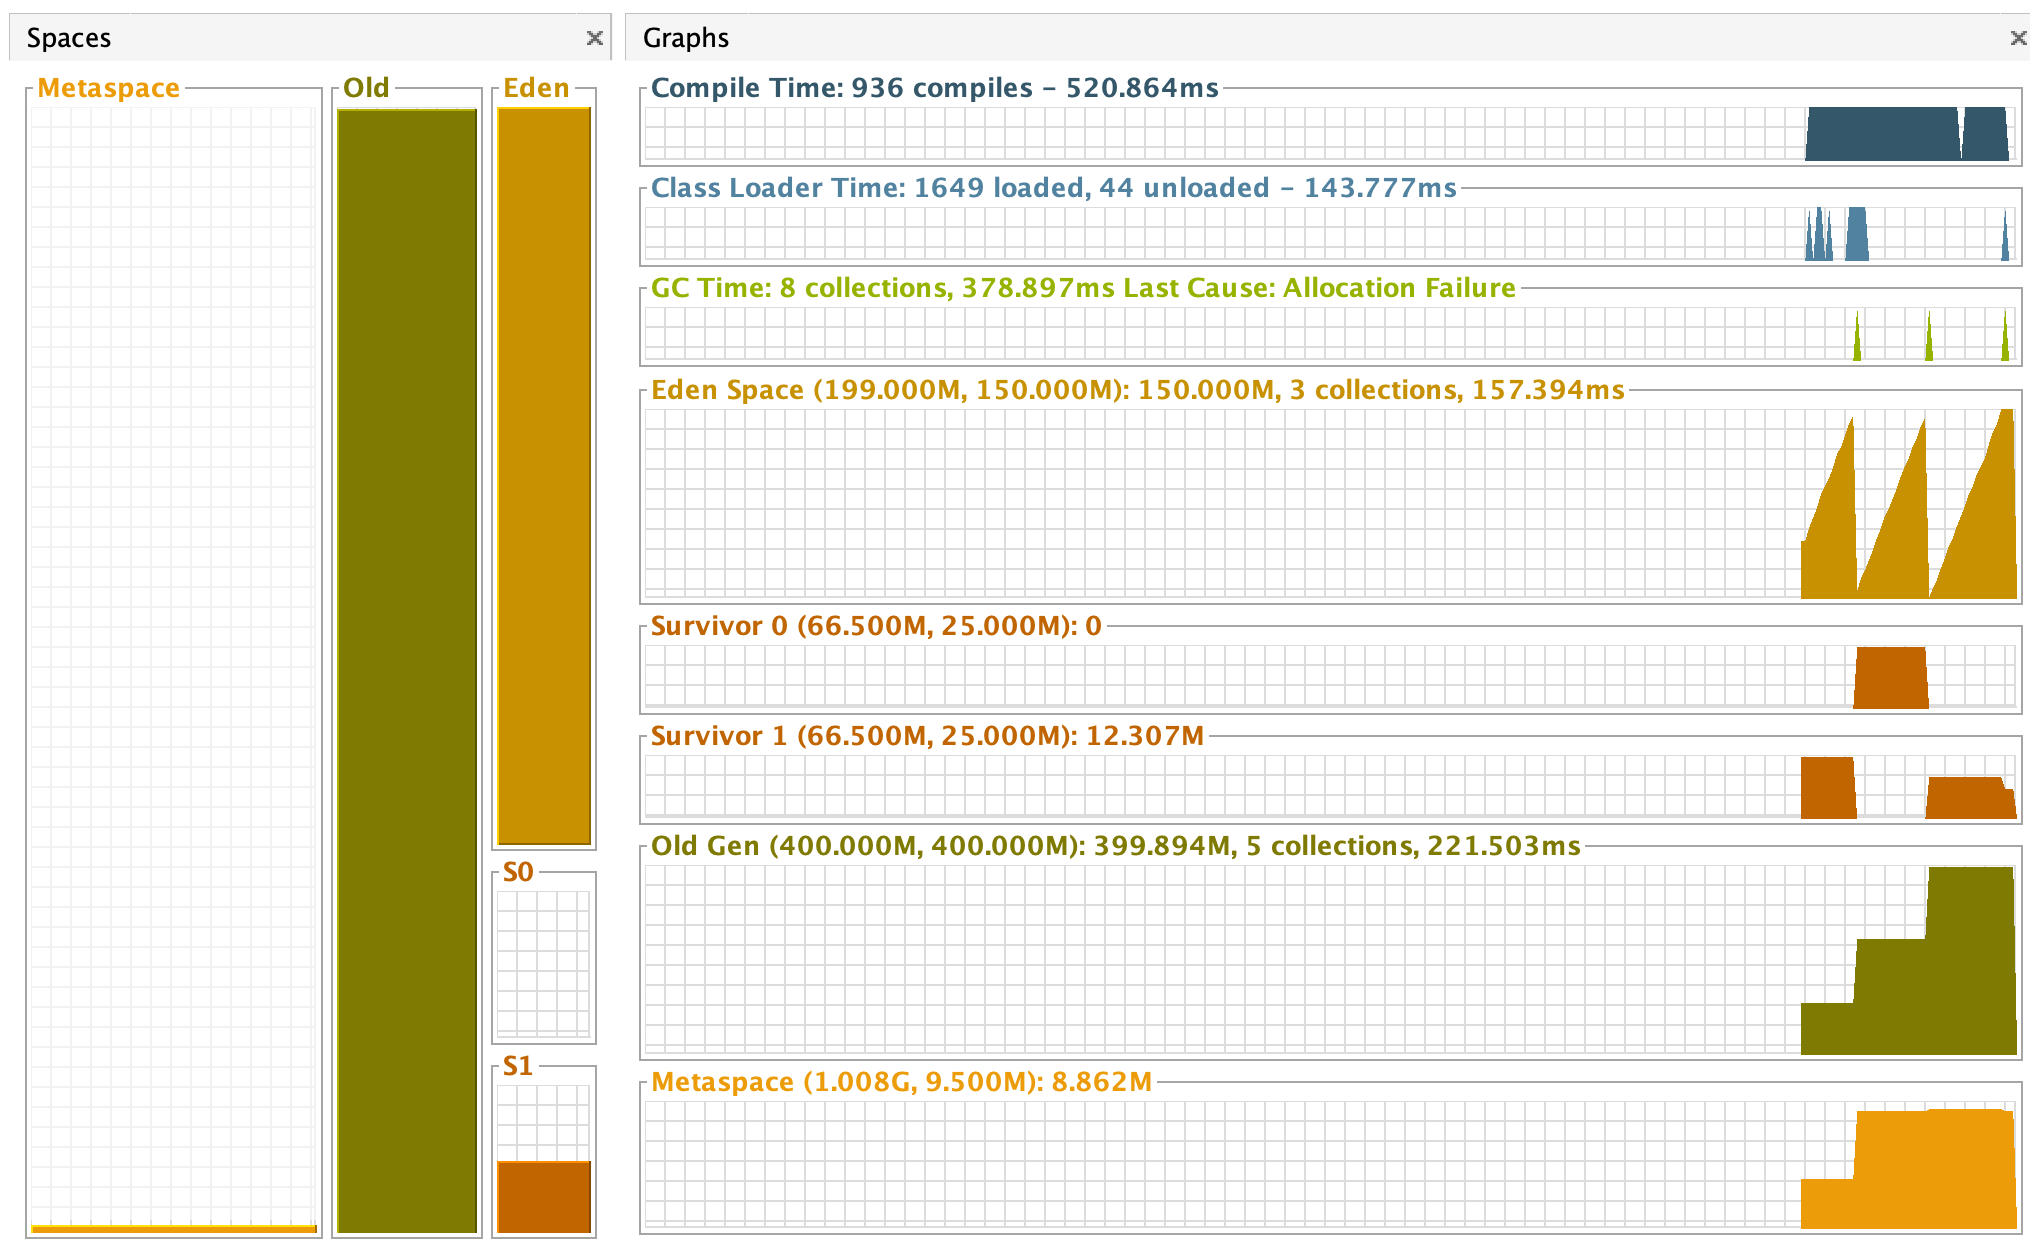 Spaces
Metaspace
Old
Eden
S0
S1
Graphs
Compile Time: 936 compiles – 520.864ms
Class Loader Time: 1649 loaded, 44 unloaded – 143.777ms
GC Time: 8 collections, 378.897ms Last Cause: Allocation Failure
Eden Space (199.000M, 150.000M): 150.000M, 3 collections, 157.394ms
Survivor 0 (66.500M, 25.000M): 0
Survivor 1 (66.500M, 25.000M): 12.307M
Old Gen (400.000M, 400.000M): 399.894M, 5 collections, 221.503ms
Metaspace (1.008G, 9.500M): 8.862M